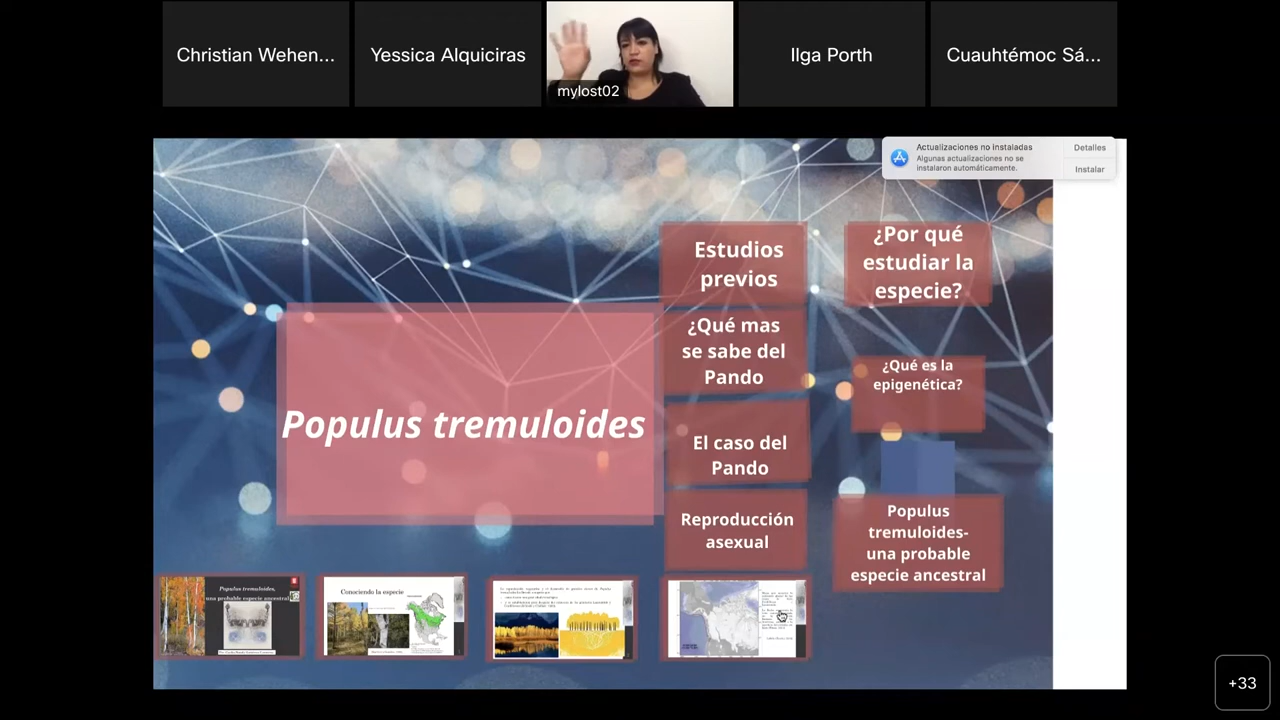 Christian Wehen...
Yessica Alquiciras
mylost02
Ilga Porth
Cuauhtémoc Sá...
Actualizaciones no instaladas
Algunas actualizaciones no se
instalaron automáticamente.
Detalles
Instalar
Populus tremuloides
Estudios
previos
¿Qué mas
se sabe del
Pando
El caso del
Pando
Reproducción
asexual
¿Por qué
estudiar la
especie?
¿Qué es la
epigenética?
Populus
tremuloides-
una probable
especie ancestral
Populus tremuloides,
una probable especie ancestral
Conociendo la especie
+33